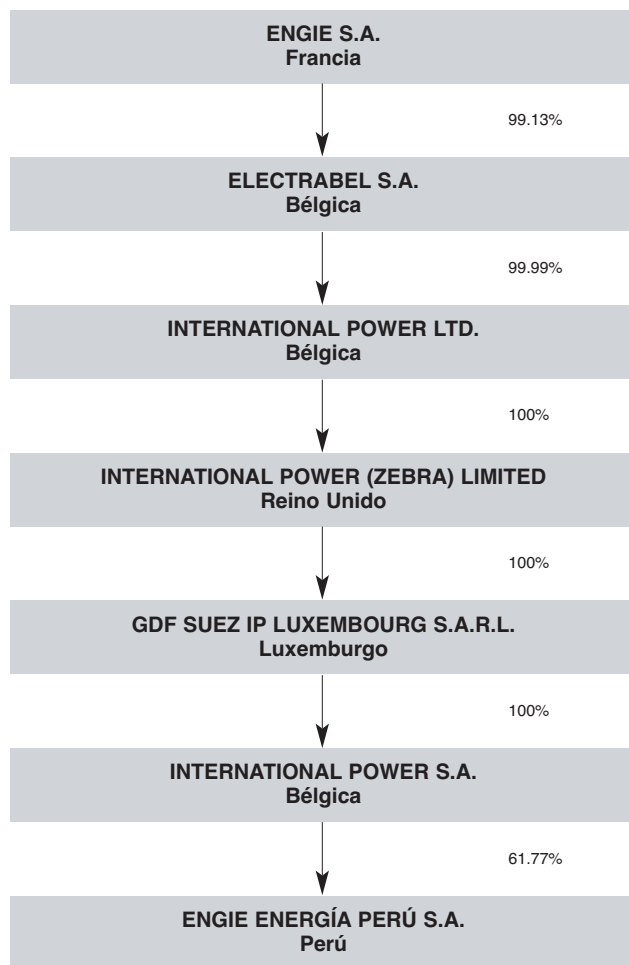 ENGIE S.A.
Francia
99.13%
ELECTRABEL S.A.
Bélgica
99.99%
INTERNATIONAL POWER LTD.
Bélgica
100%
INTERNATIONAL POWER (ZEBRA) LIMITED
Reino Unido
100%
GDF SUEZ IP LUXEMBOURG S.A.R.L.
Luxemburgo
100%
INTERNATIONAL POWER S.A.
Bélgica
61.77%
ENGIE ENERGÍA PERÚ S.A.
Perú